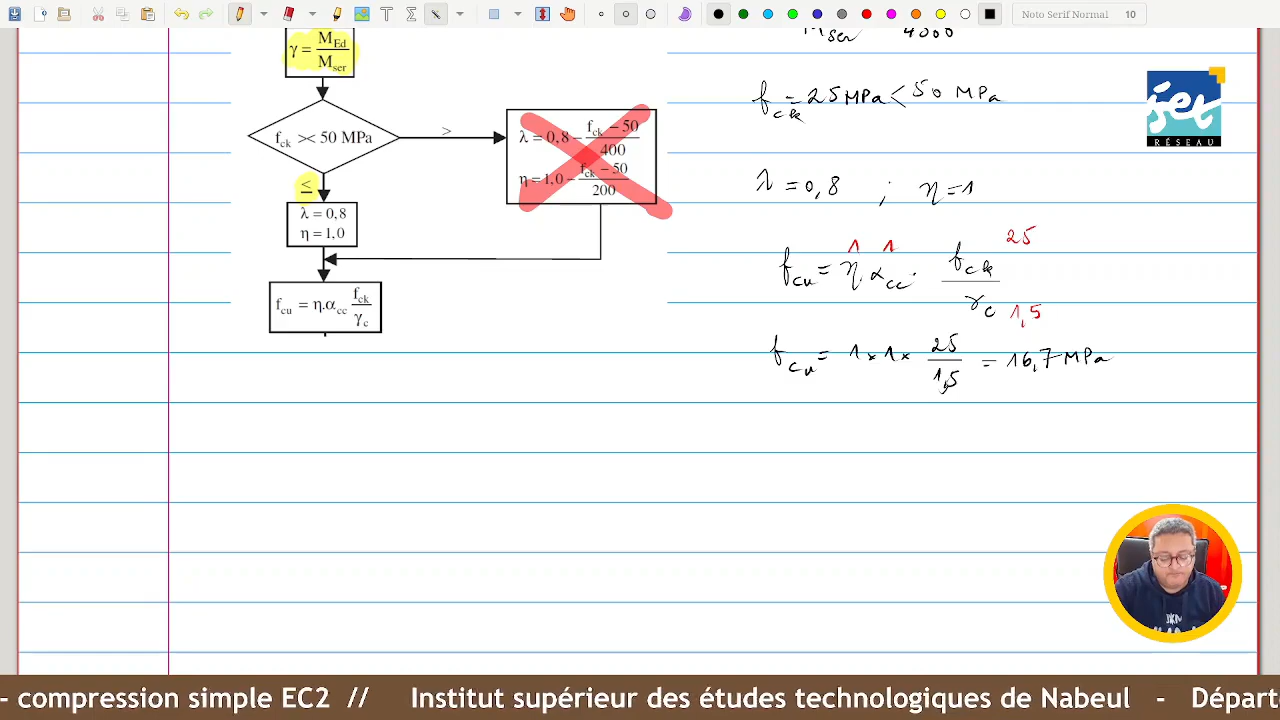 Noto Serif Normal 10
γ = M_Ed / M_ser
f_ck >< 50 MPa
>
λ = 0,8 − (f_ck − 50) / 400
η = 1,0 − (f_ck − 50) / 200
≤
λ = 0,8
η = 1,0
f_cu = η.α_cc f_ck / γ_c
M_ser 4000
f_ck = 25 MPa < 50 MPa
λ = 0,8 ; η = 1
1 1 25
f_cu = η . α_cc . f_ck / γ_c
1,5
f_cu = 1 × 1 × 25 / 1,5 = 16,7 MPa
iset
RÉSEAU
- compression simple EC2 // Institut supérieur des études technologiques de Nabeul - Départ